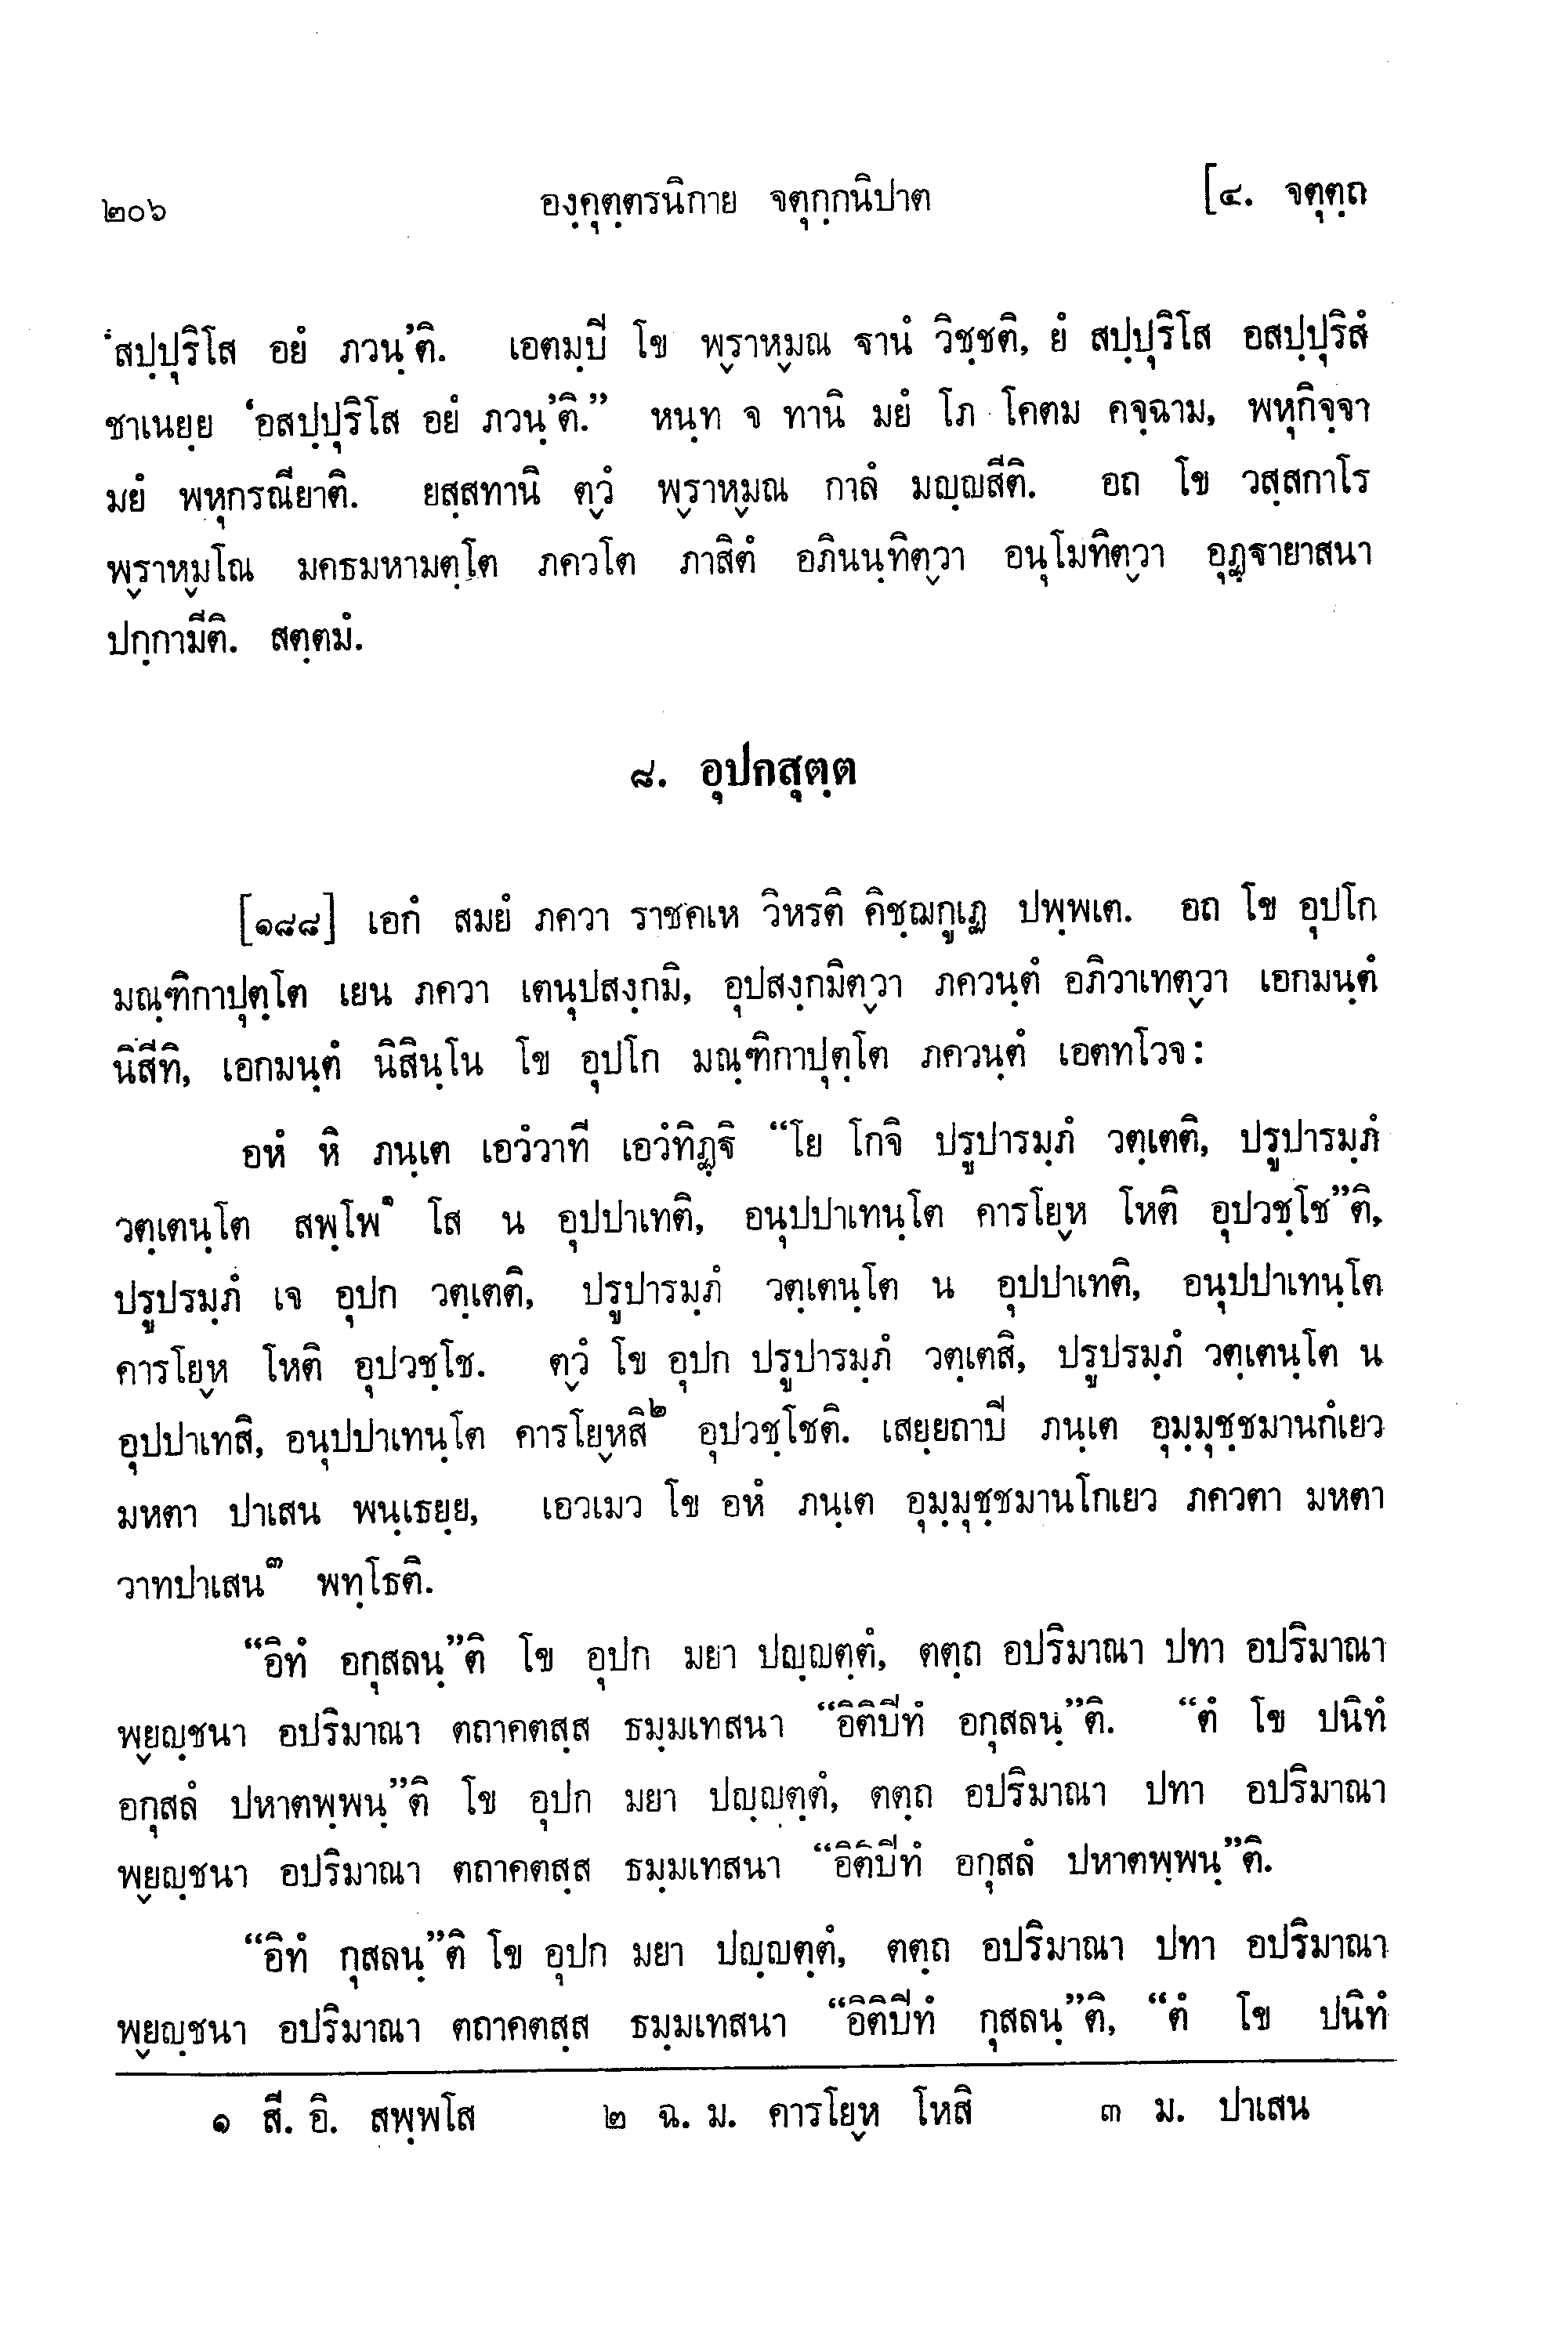 ๒๐๖ องฺคุตฺตรนิกาย จตุกฺกนิปาต [๔. จตุตฺถ
'สปฺปุริโส อยํ ภวนฺ'ติ. เอตมฺปิ โข พฺราหฺมณ ฐานํ วิชฺชติ, ยํ สปฺปุริโส อสปฺปุริสํ
ชาเนยฺย 'อสปฺปุริโส อยํ ภวนฺ'ติ.” หนฺท จ ทานิ มยํ โภ โคตม คจฺฉาม, พหุกิจฺจา
มยํ พหุกรณียาติ. ยสฺสทานิ ตฺวํ พฺราหฺมณ กาลํ มญฺญสีติ. อถ โข วสฺสกาโร
พฺราหฺมโณ มคธมหามตฺโต ภควโต ภาสิตํ อภินนฺทิตฺวา อนุโมทิตฺวา อุฏฺฐายาสนา
ปกฺกามีติ. สตฺตมํ.
๘. อุปกสุตฺต
[๑๘๘] เอกํ สมยํ ภควา ราชคเห วิหรติ คิชฺฌกูเฏ ปพฺพเต. อถ โข อุปโก
มณฺฑิกาปุตฺโต เยน ภควา เตนุปสงฺกมิ, อุปสงฺกมิตฺวา ภควนฺตํ อภิวาเทตฺวา เอกมนฺตํ
นิสีทิ, เอกมนฺตํ นิสินฺโน โข อุปโก มณฺฑิกาปุตฺโต ภควนฺตํ เอตทโวจ:
อหํ หิ ภนฺเต เอวํวาที เอวํทิฏฺฐิ “โย โกจิ ปรูปารมฺภํ วตฺเตติ, ปรูปารมฺภํ
วตฺเตนฺโต สพฺโพ๑ โส น อุปปาเทติ, อนุปปาเทนฺโต คารโยฺห โหติ อุปวชฺโช”ติ,
ปรูปรมฺภํ เจ อุปก วตฺเตติ, ปรูปารมฺภํ วตฺเตนฺโต น อุปปาเทติ, อนุปปาเทนฺโต
คารโยฺห โหติ อุปวชฺโช. ตฺวํ โข อุปก ปรูปารมฺภํ วตฺเตสิ, ปรูปรมฺภํ วตฺเตนฺโต น
อุปปาเทสิ, อนุปปาเทนฺโต คารโยฺหสิ๒ อุปวชฺโชติ. เสยฺยถาปิ ภนฺเต อุมฺมุชฺชมานกํเยว
มหตา ปาเสน พนฺเธยฺย, เอวเมว โข อหํ ภนฺเต อุมฺมุชฺชมานโกเยว ภควตา มหตา
วาทปาเสน๓ พทฺโธติ.
“อิทํ อกุสลนฺ”ติ โข อุปก มยา ปญฺญตฺตํ, ตตฺถ อปริมาณา ปทา อปริมาณา
พฺยญฺชนา อปริมาณา ตถาคตสฺส ธมฺมเทสนา “อิติปีทํ อกุสลนฺ”ติ. “ตํ โข ปนิทํ
อกุสลํ ปหาตพฺพนฺ”ติ โข อุปก มยา ปญฺญตฺตํ, ตตฺถ อปริมาณา ปทา อปริมาณา
พฺยญฺชนา อปริมาณา ตถาคตสฺส ธมฺมเทสนา “อิติปีทํ อกุสลํ ปหาตพฺพนฺ”ติ.
“อิทํ กุสลนฺ”ติ โข อุปก มยา ปญฺญตฺตํ, ตตฺถ อปริมาณา ปทา อปริมาณา
พฺยญฺชนา อปริมาณา ตถาคตสฺส ธมฺมเทสนา “อิติปีทํ กุสลนฺ”ติ, “ตํ โข ปนิทํ
๑ สี. อิ. สพฺพโส ๒ ฉ. ม. คารโยฺห โหสิ ๓ ม. ปาเสน